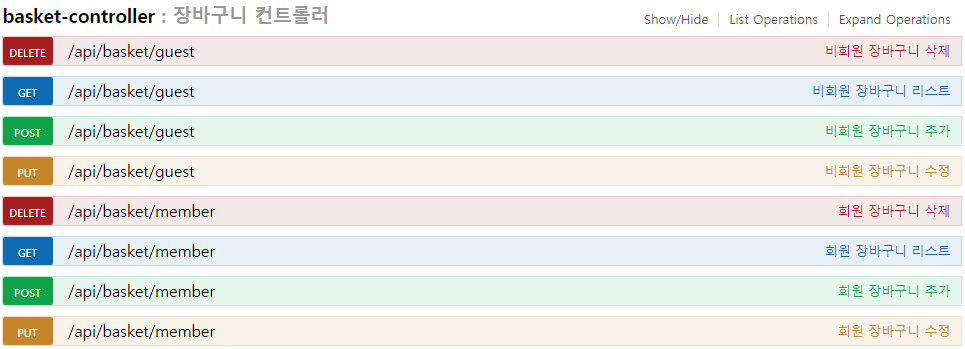 basket-controller : 장바구니 컨트롤러 Show/Hide List Operations Expand Operations
DELETE /api/basket/guest 비회원 장바구니 삭제
GET /api/basket/guest 비회원 장바구니 리스트
POST /api/basket/guest 비회원 장바구니 추가
PUT /api/basket/guest 비회원 장바구니 수정
DELETE /api/basket/member 회원 장바구니 삭제
GET /api/basket/member 회원 장바구니 리스트
POST /api/basket/member 회원 장바구니 추가
PUT /api/basket/member 회원 장바구니 수정